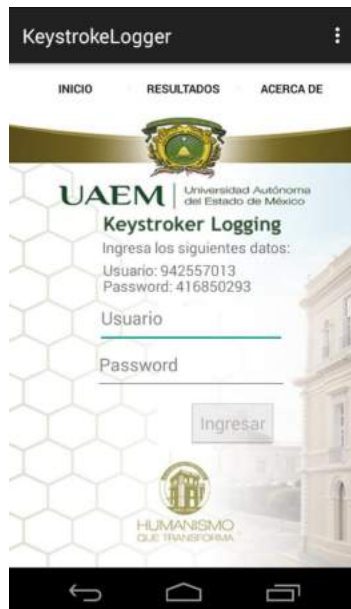 KeystrokeLogger
INICIO RESULTADOS ACERCA DE
UAEM Universidad Autónoma
del Estado de México
Keystroker Logging
Ingresa los siguientes datos:
Usuario: 942557013
Password: 416850293
Usuario
Password
Ingresar
HUMANISMO
QUE TRANSFORMA